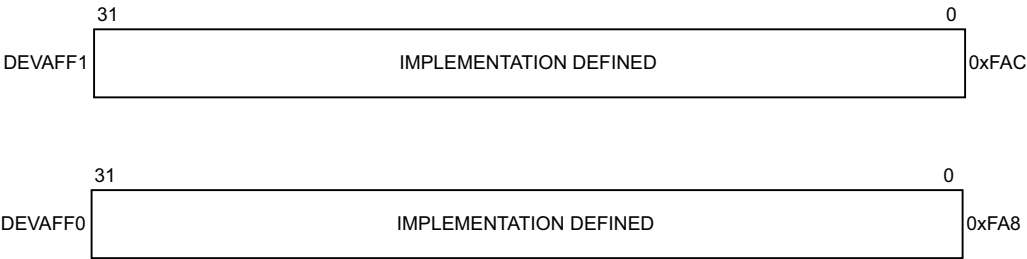 31 0
DEVAFF1 IMPLEMENTATION DEFINED 0xFAC
31 0
DEVAFF0 IMPLEMENTATION DEFINED 0xFA8